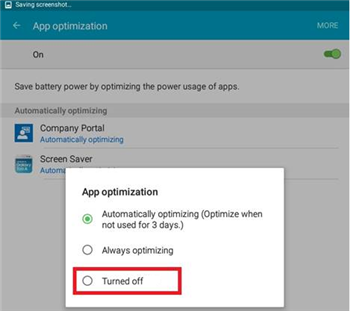 Saving screenshot...
App optimization
MORE
On
Save battery power by optimizing the power usage of apps.
Automatically optimizing
Company Portal
Automatically optimizing
Screen Saver
App optimization
Automatically optimizing (Optimize when
not used for 3 days.)
Always optimizing
Turned off